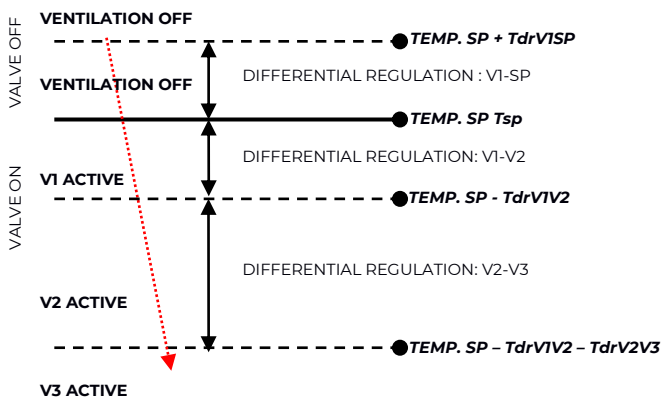 VENTILATION OFF
TEMP. SP + TdrV1SP
VALVE OFF
DIFFERENTIAL REGULATION : V1-SP
VENTILATION OFF
TEMP. SP Tsp
DIFFERENTIAL REGULATION: V1-V2
V1 ACTIVE
TEMP. SP - TdrV1V2
VALVE ON
DIFFERENTIAL REGULATION: V2-V3
V2 ACTIVE
TEMP. SP – TdrV1V2 – TdrV2V3
V3 ACTIVE